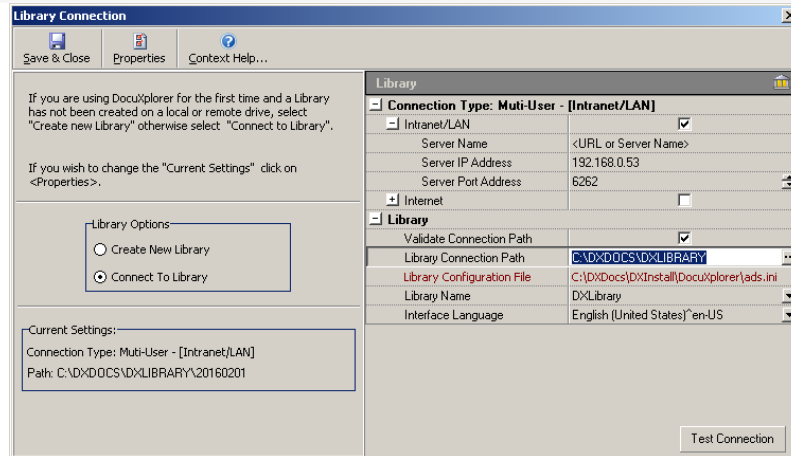 Library Connection
Save & Close
Properties
Context Help...
If you are using DocuXplorer for the first time and a Library
has not been created on a local or remote drive, select
"Create new Library" otherwise select "Connect to Library".
If you wish to change the "Current Settings" click on
<Properties>.
Library Options
Create New Library
Connect To Library
Current Settings:
Connection Type: Muti-User - [Intranet/LAN]
Path: C:\DXDOCS\DXLIBRARY\20160201
Library
Connection Type: Muti-User - [Intranet/LAN]
Intranet/LAN
Server Name <URL or Server Name>
Server IP Address 192.168.0.53
Server Port Address 6262
Internet
Library
Validate Connection Path
Library Connection Path C:\DXDOCS\DXLIBRARY
Library Configuration File C:\DXDocs\DXInstall\DocuXplorer\ads.ini
Library Name DXLibrary
Interface Language English (United States)^en-US
Test Connection